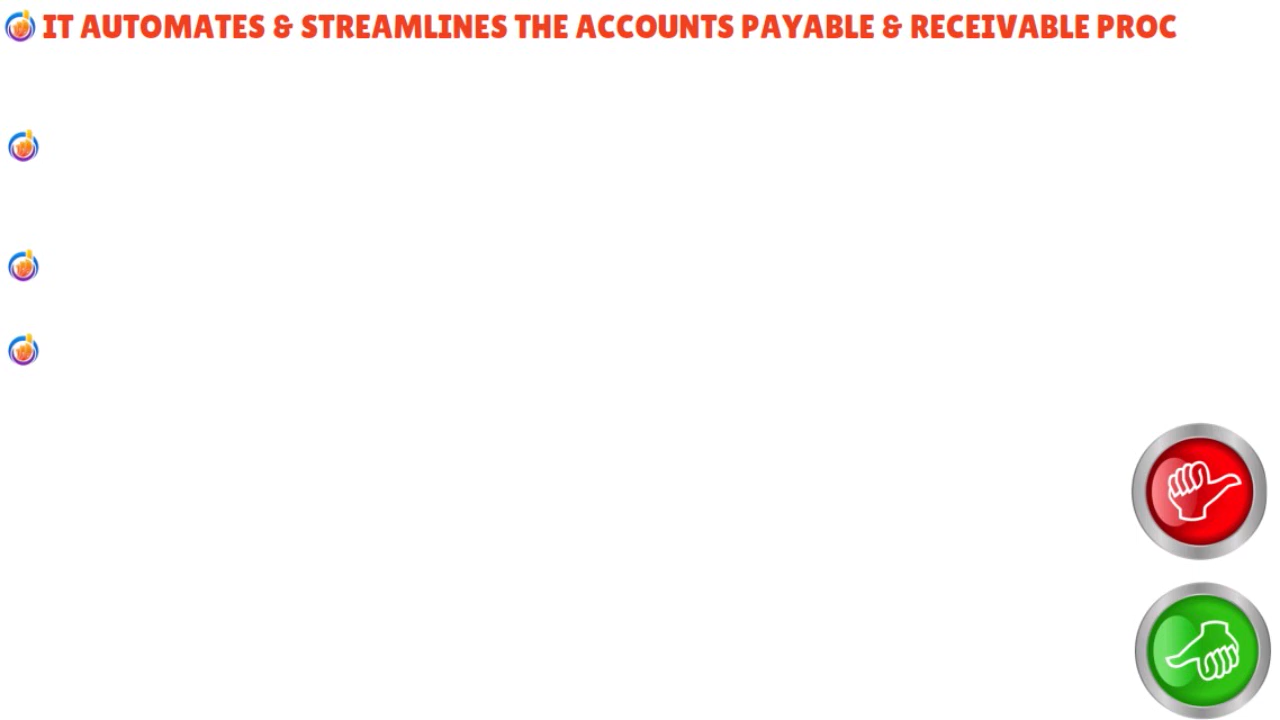 IT AUTOMATES & STREAMLINES THE ACCOUNTS PAYABLE & RECEIVABLE PROC